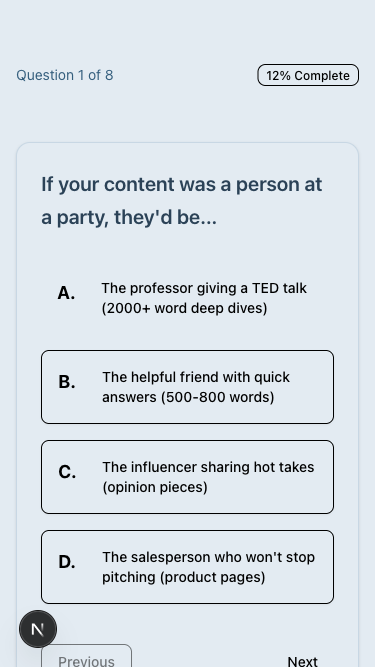 Question 1 of 8
12% Complete
If your content was a person at
a party, they'd be...
A.
The professor giving a TED talk
(2000+ word deep dives)
B.
The helpful friend with quick
answers (500-800 words)
C.
The influencer sharing hot takes
(opinion pieces)
D.
The salesperson who won't stop
pitching (product pages)
N
Previous
Next